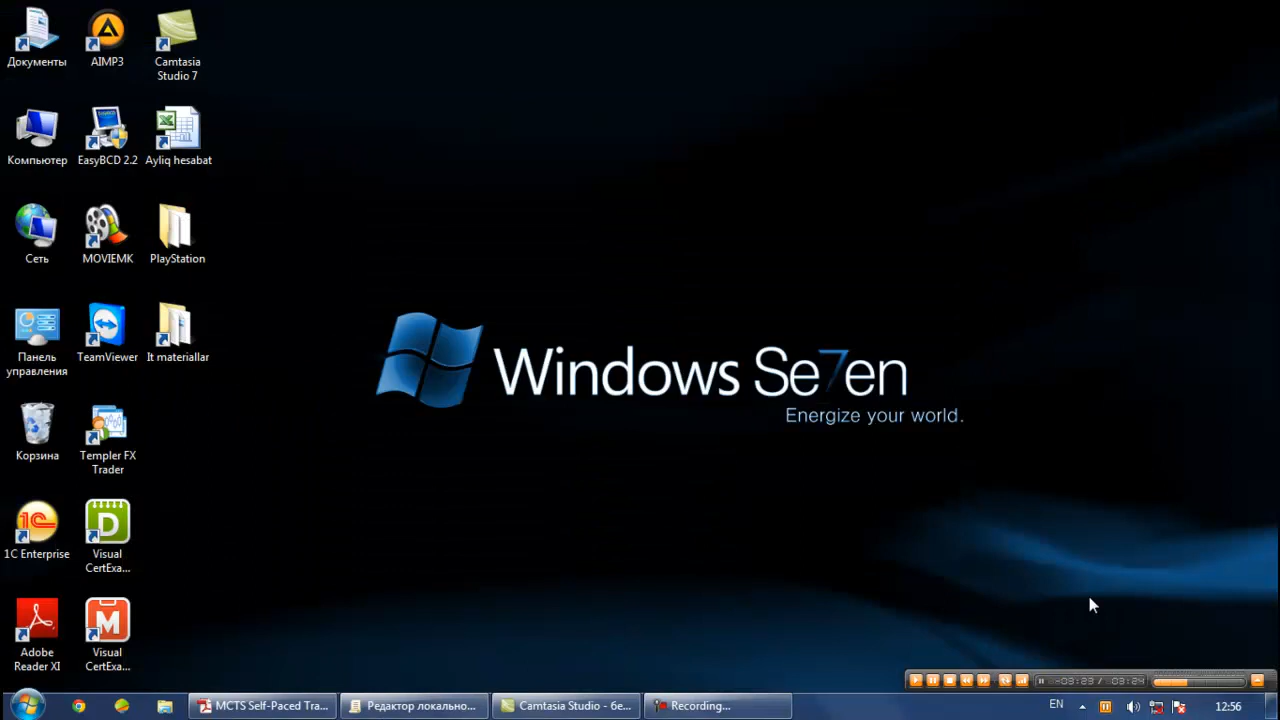 Документы
AIMP3
Camtasia
Studio 7
Компьютер
EasyBCD 2.2
Ayliq hesabat
Сеть
MOVIEMK
PlayStation
Панель
управления
TeamViewer
It materiallar
Корзина
Templer FX
Trader
1C Enterprise
Visual
CertExa...
Adobe
Reader XI
Visual
CertExa...
Windows Se7en
Energize your world.
MCTS Self-Paced Tra...
Редактор локально...
Camtasia Studio - бе...
Recording...
EN
12:56